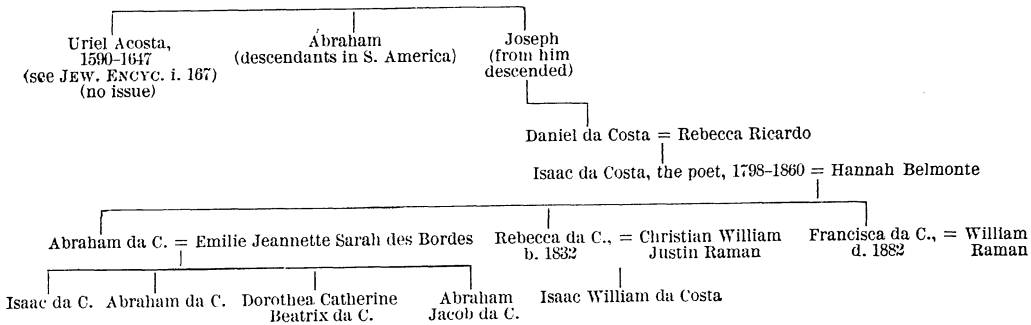 Uriel Acosta,
1590-1647
(see JEW. ENCYC. i. 167)
(no issue)
Abraham
(descendants in S. America)
Joseph
(from him
descended)
Daniel da Costa = Rebecca Ricardo
Isaac da Costa, the poet, 1798-1860 = Hannah Belmonte
Abraham da C. = Emilie Jeannette Sarah des Bordes
Rebecca da C., = Christian William
b. 1832 Justin Raman
Francisca da C., = William
d. 1882 Raman
Isaac da C.
Abraham da C.
Dorothea Catherine
Beatrix da C.
Abraham
Jacob da C.
Isaac William da Costa